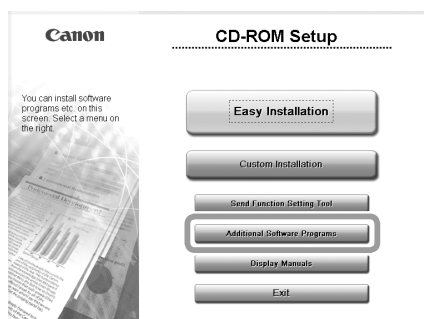 Canon
CD-ROM Setup
You can install software
programs etc. on this
screen. Select a menu on
the right.
Easy Installation
Custom Installation
Send Function Setting Tool
Additional Software Programs
Display Manuals
Exit